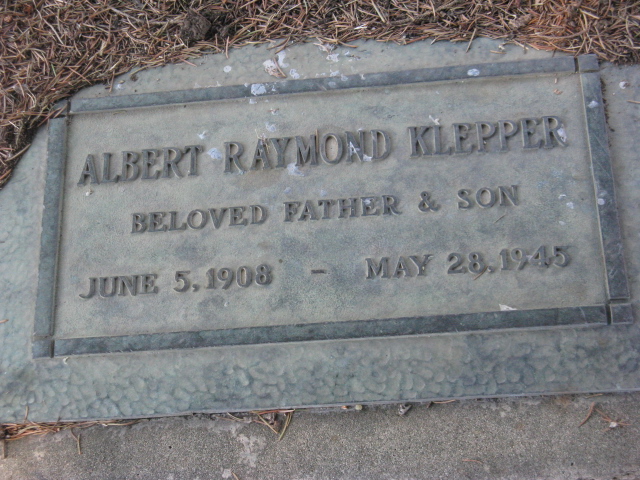 ALBERT RAYMOND KLEPPER
BELOVED FATHER & SON
JUNE 5, 1908 - MAY 28, 1945